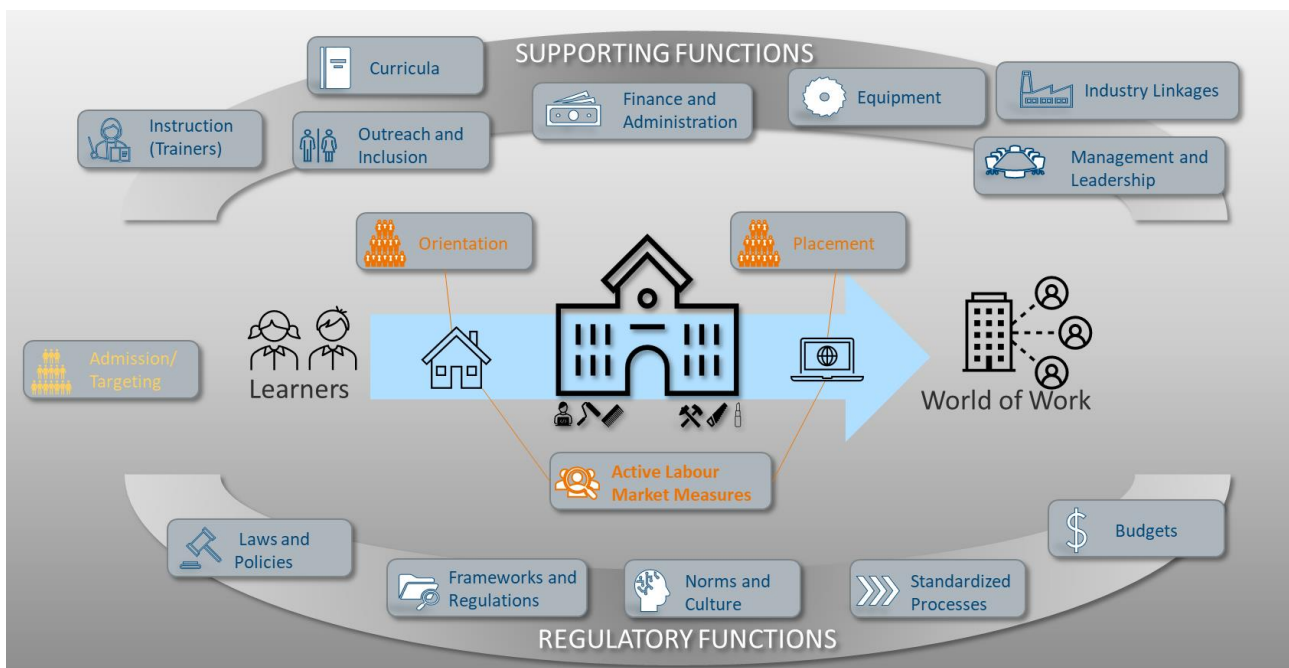 SUPPORTING FUNCTIONS
Curricula
Finance and
Administration
Equipment
Industry Linkages
Instruction
(Trainers)
Outreach and
Inclusion
Management and
Leadership
Orientation
Placement
Admission/
Targeting
Learners
World of Work
Active Labour
Market Measures
Laws and
Policies
Frameworks and
Regulations
Norms and
Culture
Standardized
Processes
Budgets
REGULATORY FUNCTIONS